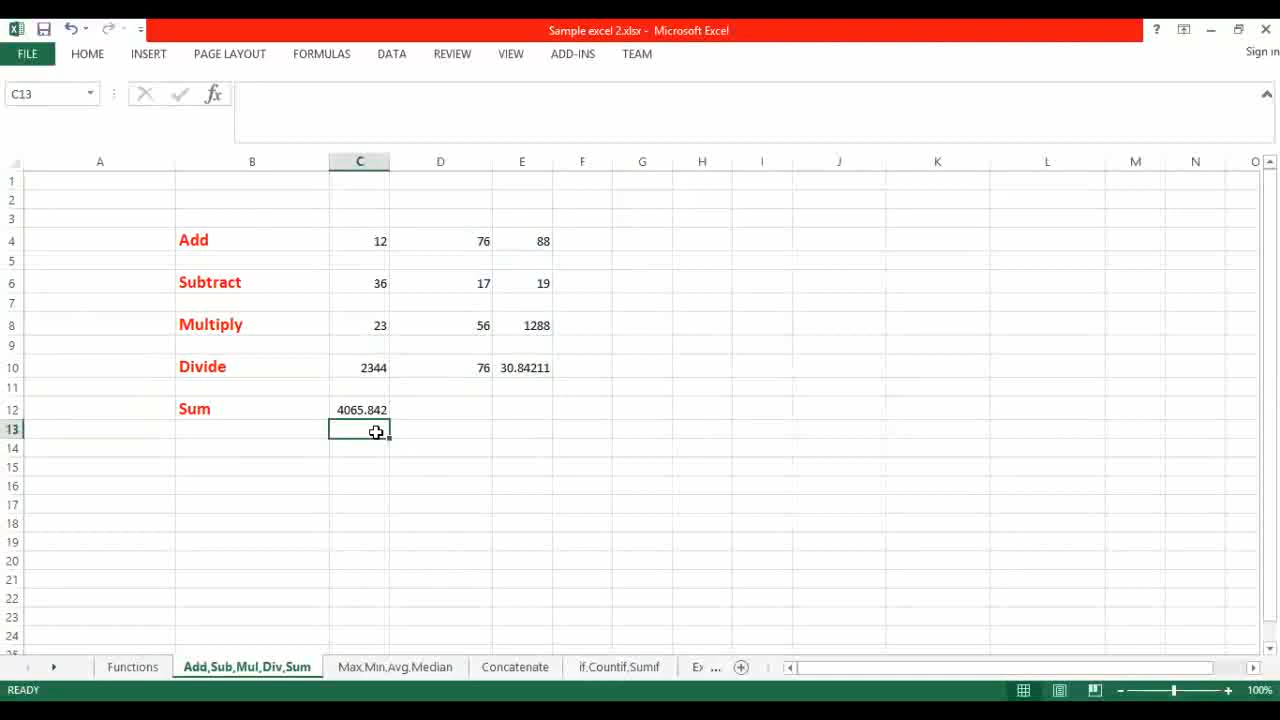 Sample excel 2.xlsx - Microsoft Excel
?
FILE HOME INSERT PAGE LAYOUT FORMULAS DATA REVIEW VIEW ADD-INS TEAM Sign in
C13 fx
A B C D E F G H I J K L M N O
1
2
3
4 Add 12 76 88
5
6 Subtract 36 17 19
7
8 Multiply 23 56 1288
9
10 Divide 2344 76 30.84211
11
12 Sum 4065.842
13
14
15
16
17
18
19
20
21
22
23
24
Functions Add,Sub,Mul,Div,Sum Max.Min.Avg.Median Concatenate if.Countif.Sumif Ex ...
READY 100%